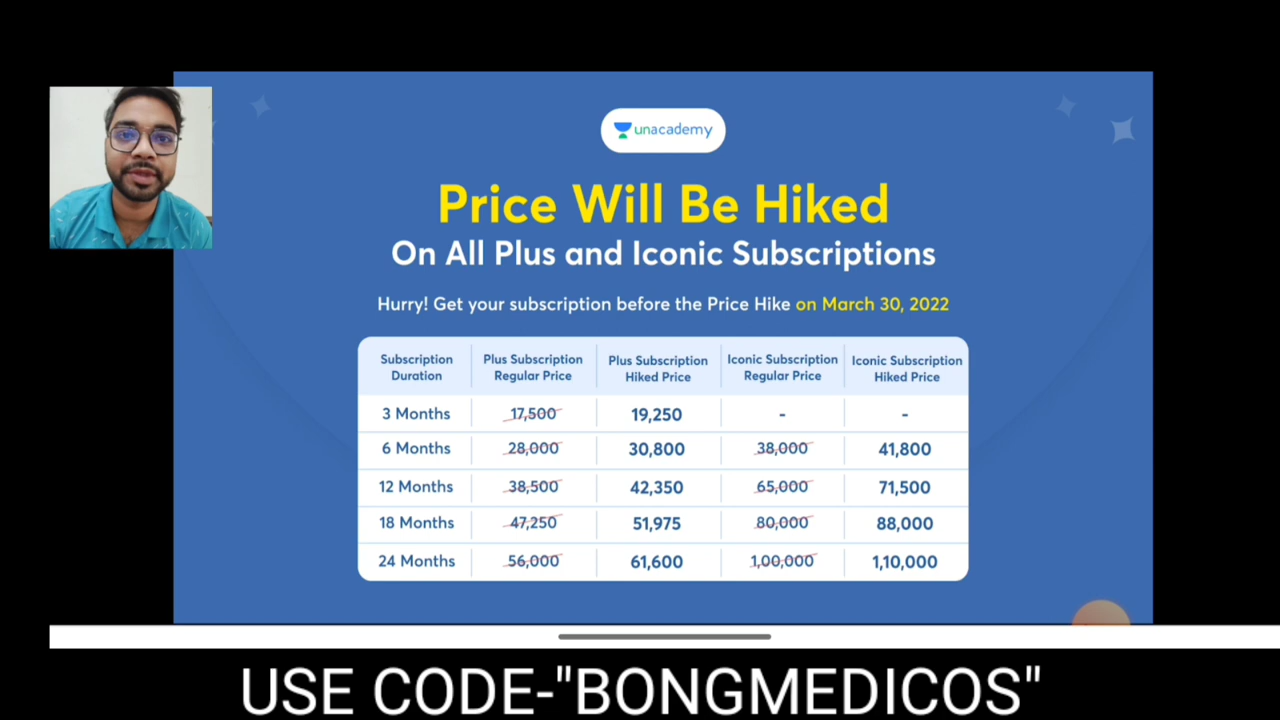 unacademy
Price Will Be Hiked
On All Plus and Iconic Subscriptions
Hurry! Get your subscription before the Price Hike on March 30, 2022
Subscription Duration Plus Subscription Regular Price Plus Subscription Hiked Price Iconic Subscription Regular Price Iconic Subscription Hiked Price
3 Months 17,500 19,250 - -
6 Months 28,000 30,800 38,000 41,800
12 Months 38,500 42,350 65,000 71,500
18 Months 47,250 51,975 80,000 88,000
24 Months 56,000 61,600 1,00,000 1,10,000
USE CODE-"BONGMEDICOS"